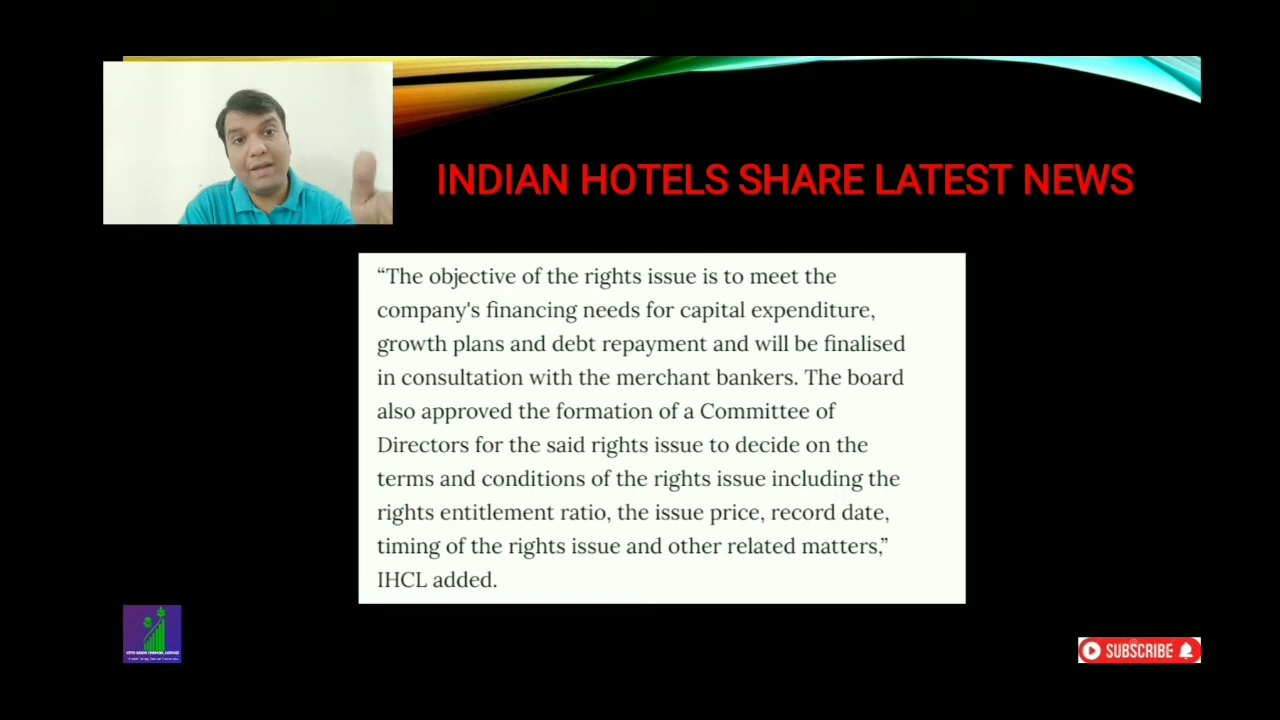 INDIAN HOTELS SHARE LATEST NEWS
“The objective of the rights issue is to meet the
company's financing needs for capital expenditure,
growth plans and debt repayment and will be finalised
in consultation with the merchant bankers. The board
also approved the formation of a Committee of
Directors for the said rights issue to decide on the
terms and conditions of the rights issue including the
rights entitlement ratio, the issue price, record date,
timing of the rights issue and other related matters,”
IHCL added.
SUBSCRIBE